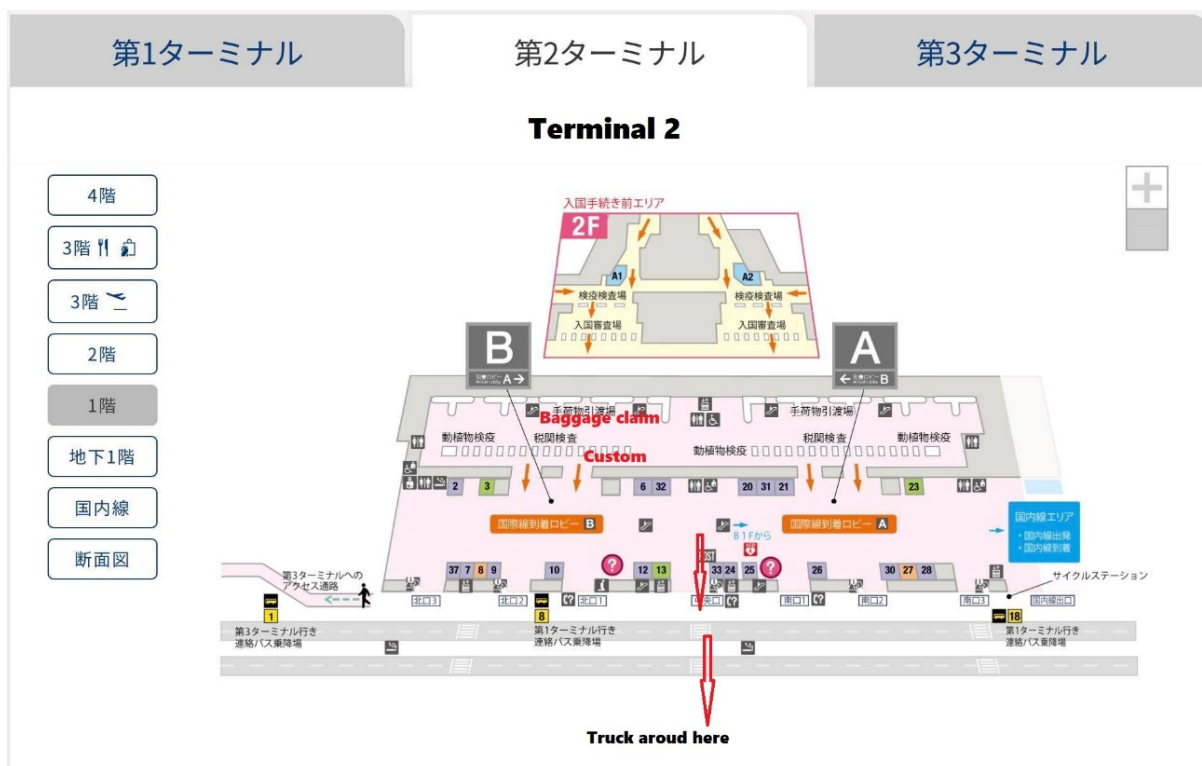 第1ターミナル
第2ターミナル
第3ターミナル
Terminal 2
4階
3階
3階
2階
1階
地下1階
国内線
断面図
入国手続き前エリア
2F
A1
A2
検疫検査場
検疫検査場
入国審査場
入国審査場
B
到着ロビー A→
Arrival Lobby
A
←到着ロビー B
Arrival Lobby
手荷物引渡場
Baggage claim
手荷物引渡場
動植物検疫
税関検査
Custom
動植物検疫
税関検査
動植物検疫
2
3
6
32
20
31
21
23
国際線到着ロビー B
国際線到着ロビー A
B1Fから
国内線エリア
・国内線出発
・国内線到着
37
7
8
9
10
12
13
33
24
25
26
30
27
28
第3ターミナルへの
アクセス通路
サイクルステーション
北口3
北口2
北口1
中央口
南口1
南口2
南口3
国内線出口
1
8
18
第3ターミナル行き
連絡バス乗降場
第1ターミナル行き
連絡バス乗降場
第1ターミナル行き
連絡バス乗降場
Truck aroud here